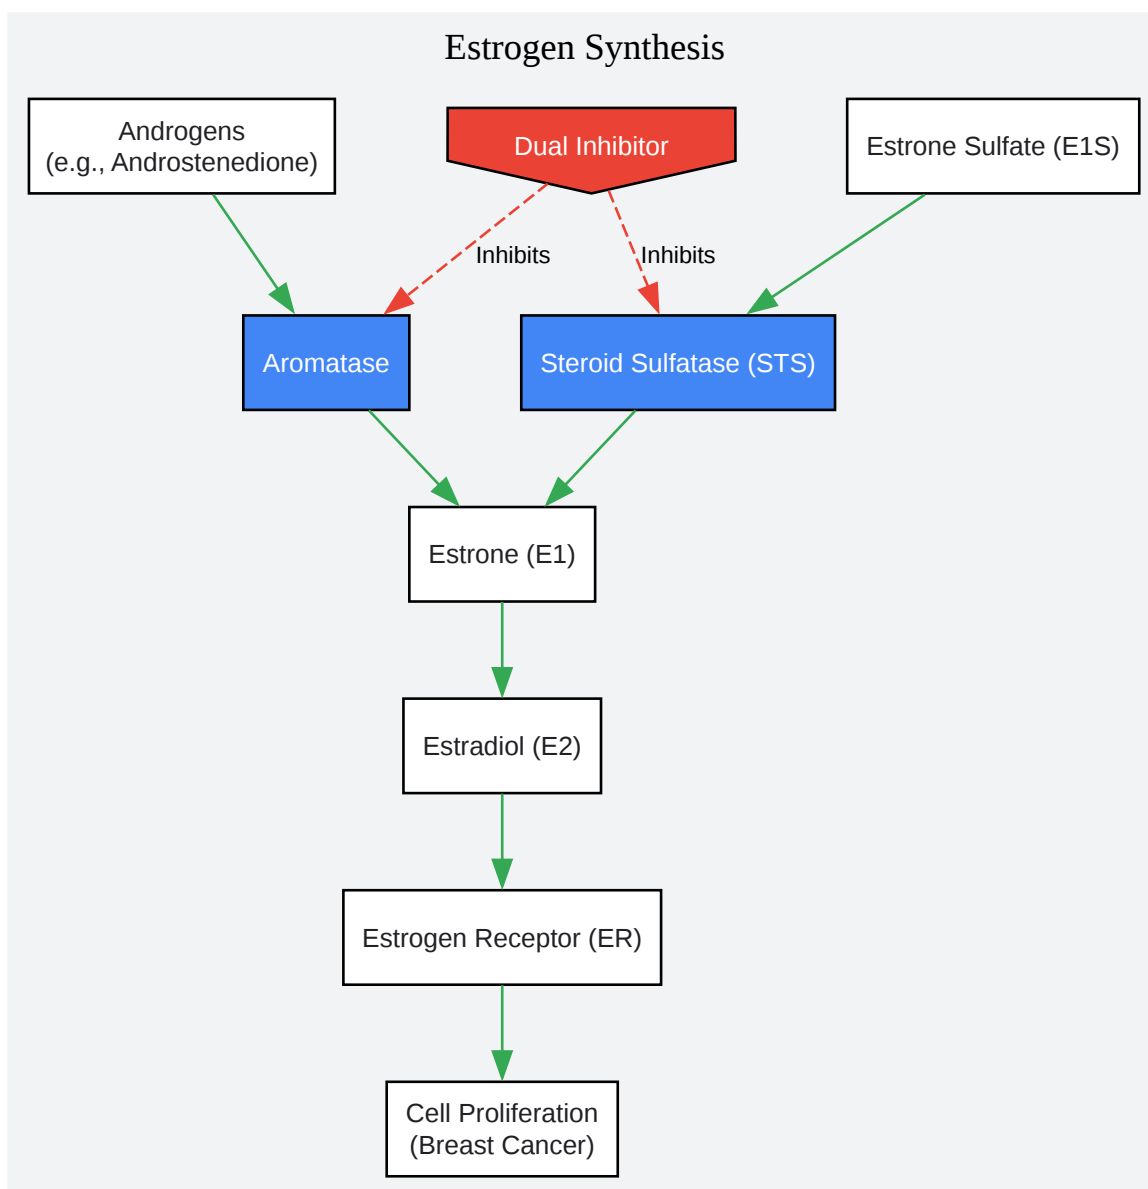 Estrogen Synthesis
Androgens
(e.g., Androstenedione)
Dual Inhibitor
Estrone Sulfate (E1S)
Inhibits
Inhibits
Aromatase
Steroid Sulfatase (STS)
Estrone (E1)
Estradiol (E2)
Estrogen Receptor (ER)
Cell Proliferation
(Breast Cancer)